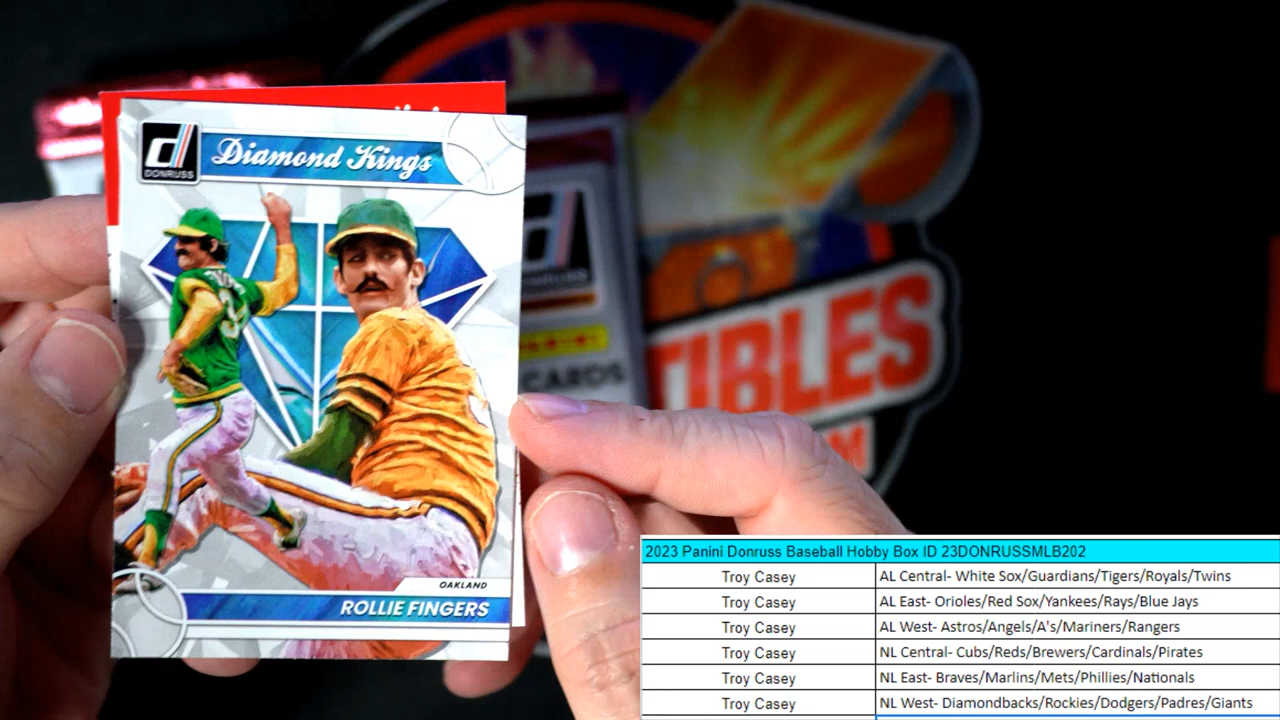 DONRUSS
Diamond Kings
OAKLAND
ROLLIE FINGERS
CARDS
TIBLES
2023 Panini Donruss Baseball Hobby Box ID 23DONRUSSMLB202
Troy Casey AL Central- White Sox/Guardians/Tigers/Royals/Twins
Troy Casey AL East- Orioles/Red Sox/Yankees/Rays/Blue Jays
Troy Casey AL West- Astros/Angels/A's/Mariners/Rangers
Troy Casey NL Central- Cubs/Reds/Brewers/Cardinals/Pirates
Troy Casey NL East- Braves/Marlins/Mets/Phillies/Nationals
Troy Casey NL West- Diamondbacks/Rockies/Dodgers/Padres/Giants